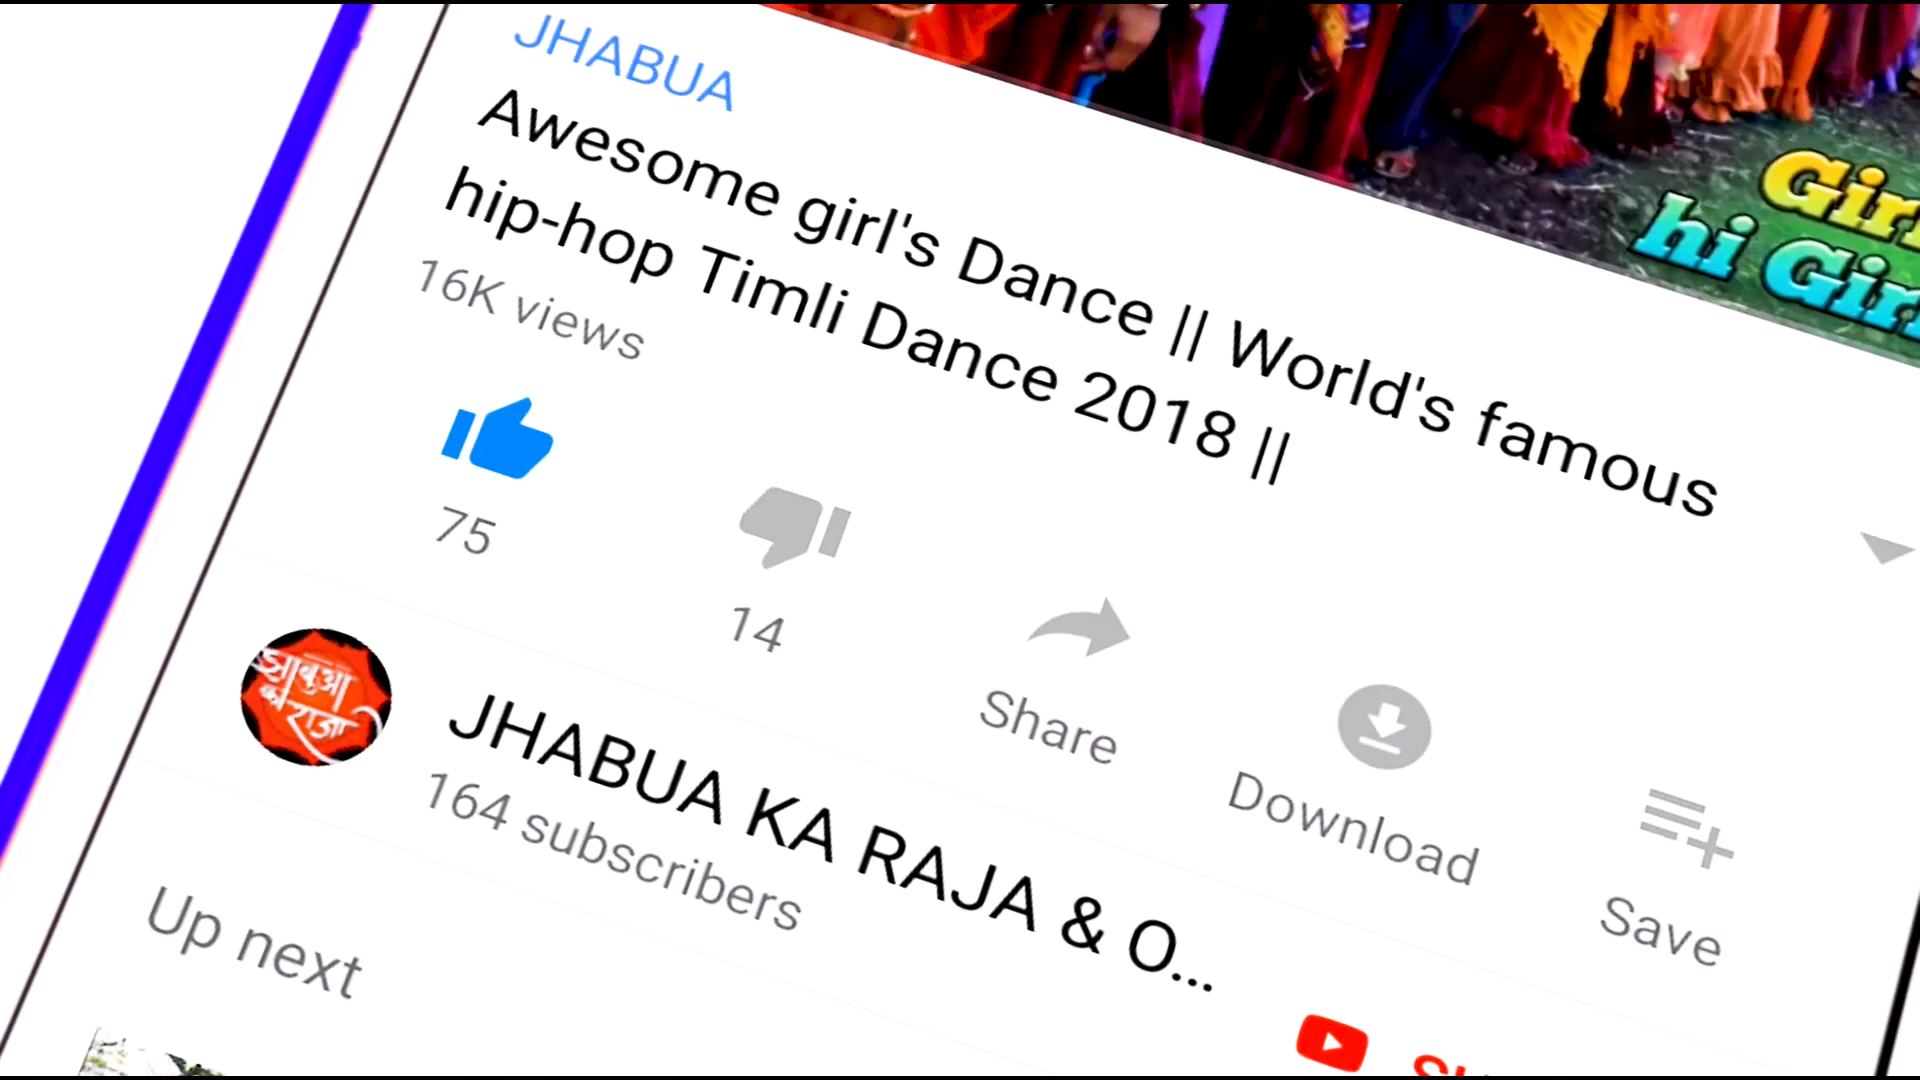 JHABUA
Awesome girl's Dance || World's famous
hip-hop Timli Dance 2018 ||
16K views
75
14
Share
Download
Save
झाबुआ
का
राजा
JHABUA KA RAJA & O...
164 subscribers
Up next
hi